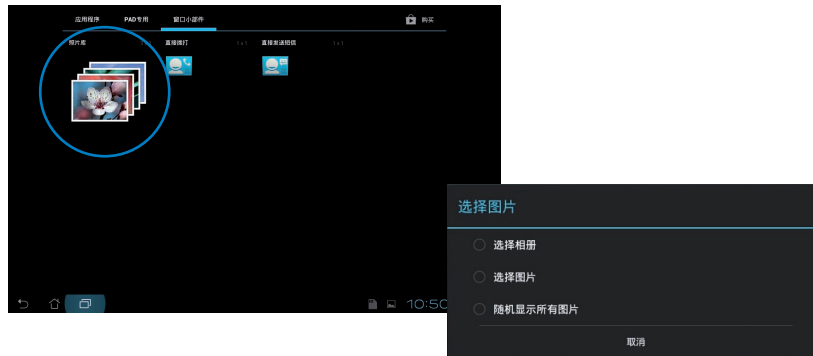 应用程序 PAD专用 窗口小部件 购买
照片库 直接拨打 1x1 直接发送短信 1x1
10:50
选择图片
选择相册
选择图片
随机显示所有图片
取消